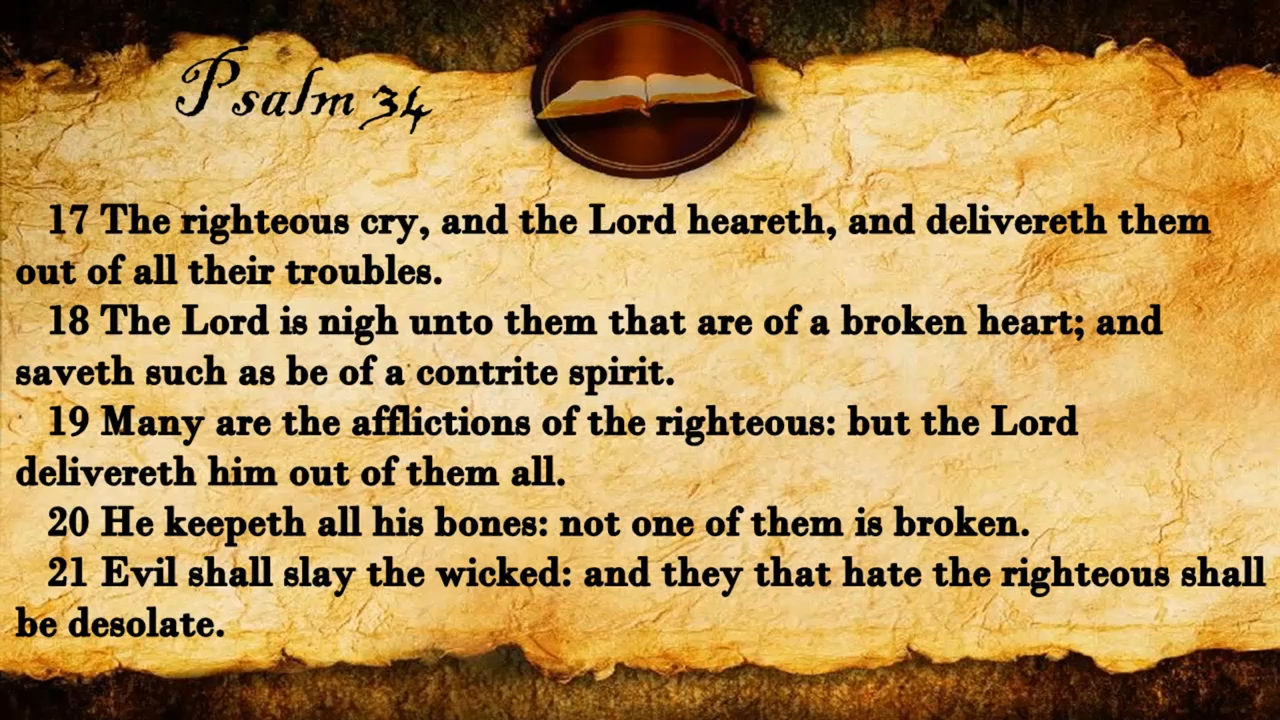 Psalm 34
17 The righteous cry, and the Lord heareth, and delivereth them
out of all their troubles.
18 The Lord is nigh unto them that are of a broken heart; and
saveth such as be of a contrite spirit.
19 Many are the afflictions of the righteous: but the Lord
delivereth him out of them all.
20 He keepeth all his bones: not one of them is broken.
21 Evil shall slay the wicked: and they that hate the righteous shall
be desolate.